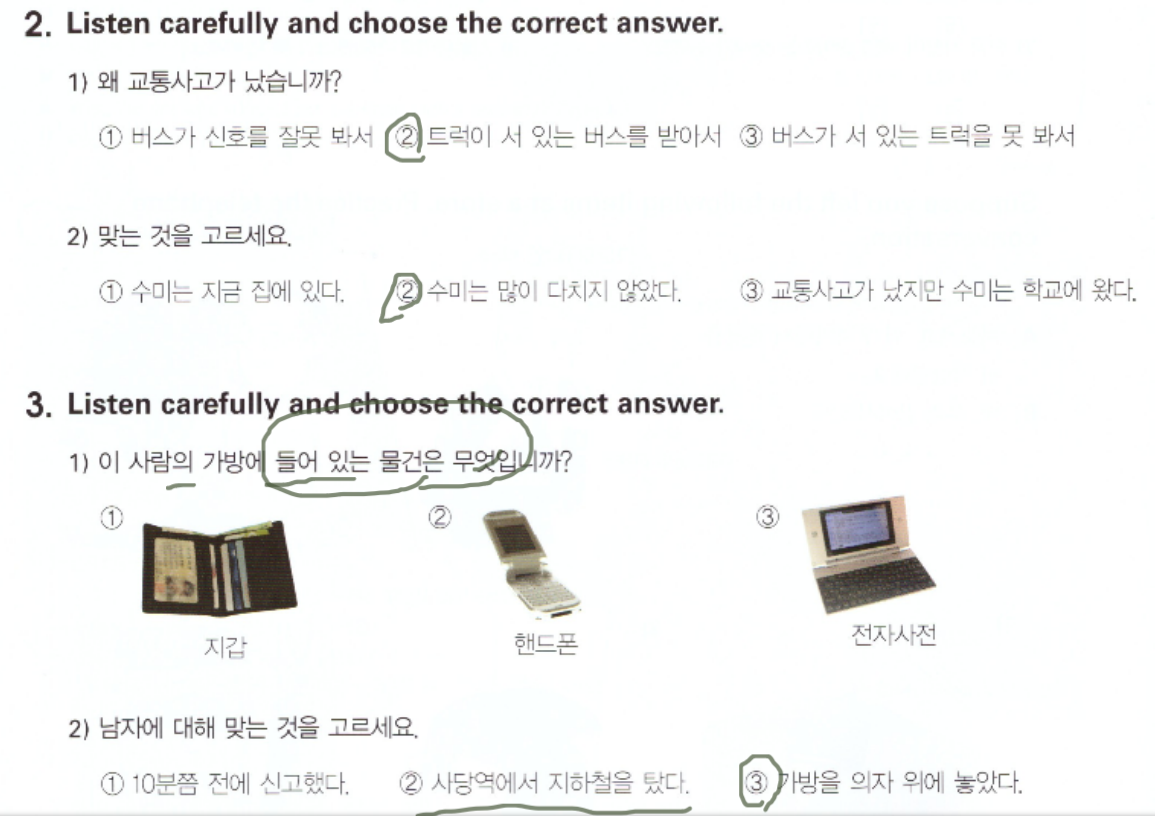 2. Listen carefully and choose the correct answer.
1) 왜 교통사고가 났습니까?
① 버스가 신호를 잘못 봐서 ② 트럭이 서 있는 버스를 받아서 ③ 버스가 서 있는 트럭을 못 봐서
2) 맞는 것을 고르세요.
① 수미는 지금 집에 있다. ② 수미는 많이 다치지 않았다. ③ 교통사고가 났지만 수미는 학교에 왔다.
3. Listen carefully and choose the correct answer.
1) 이 사람의 가방에 들어 있는 물건은 무엇입니까?
① ② ③
지갑 핸드폰 전자사전
2) 남자에 대해 맞는 것을 고르세요.
① 10분쯤 전에 신고했다. ② 사당역에서 지하철을 탔다. ③ 가방을 의자 위에 놓았다.